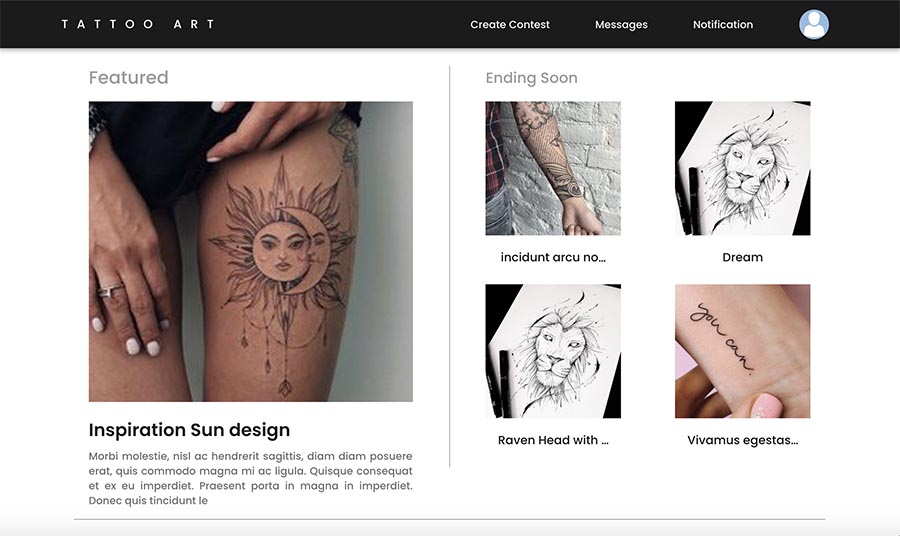 TATTOO ART
Create Contest
Messages
Notification
Featured
Inspiration Sun design
Morbi molestie, nisl ac hendrerit sagittis, diam diam posuere
erat, quis commodo magna mi ac ligula. Quisque consequat
et ex eu imperdiet. Praesent porta in magna in imperdiet.
Donec quis tincidunt le
Ending Soon
incidunt arcu no...
Dream
Raven Head with ...
you can.
Vivamus egestas...